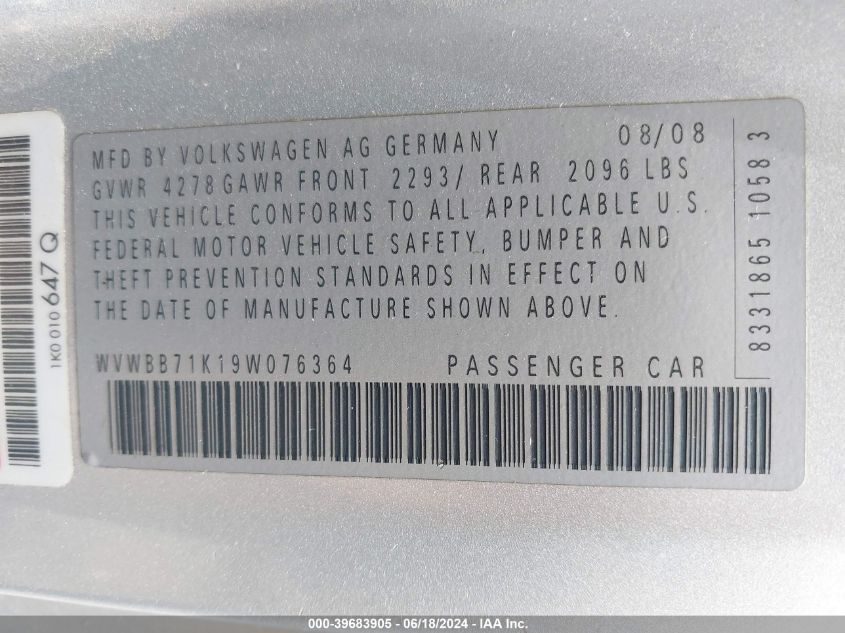 MFD BY VOLKSWAGEN AG GERMANY 08/08
GVWR 4278 GAWR FRONT 2293/ REAR 2096 LBS
THIS VEHICLE CONFORMS TO ALL APPLICABLE U.S.
FEDERAL MOTOR VEHICLE SAFETY, BUMPER AND
THEFT PREVENTION STANDARDS IN EFFECT ON
THE DATE OF MANUFACTURE SHOWN ABOVE.
WVWBB71K19W076364 PASSENGER CAR
8331865 1058 3
1K0 010 647 Q
000-39683905 - 06/18/2024 - IAA Inc.